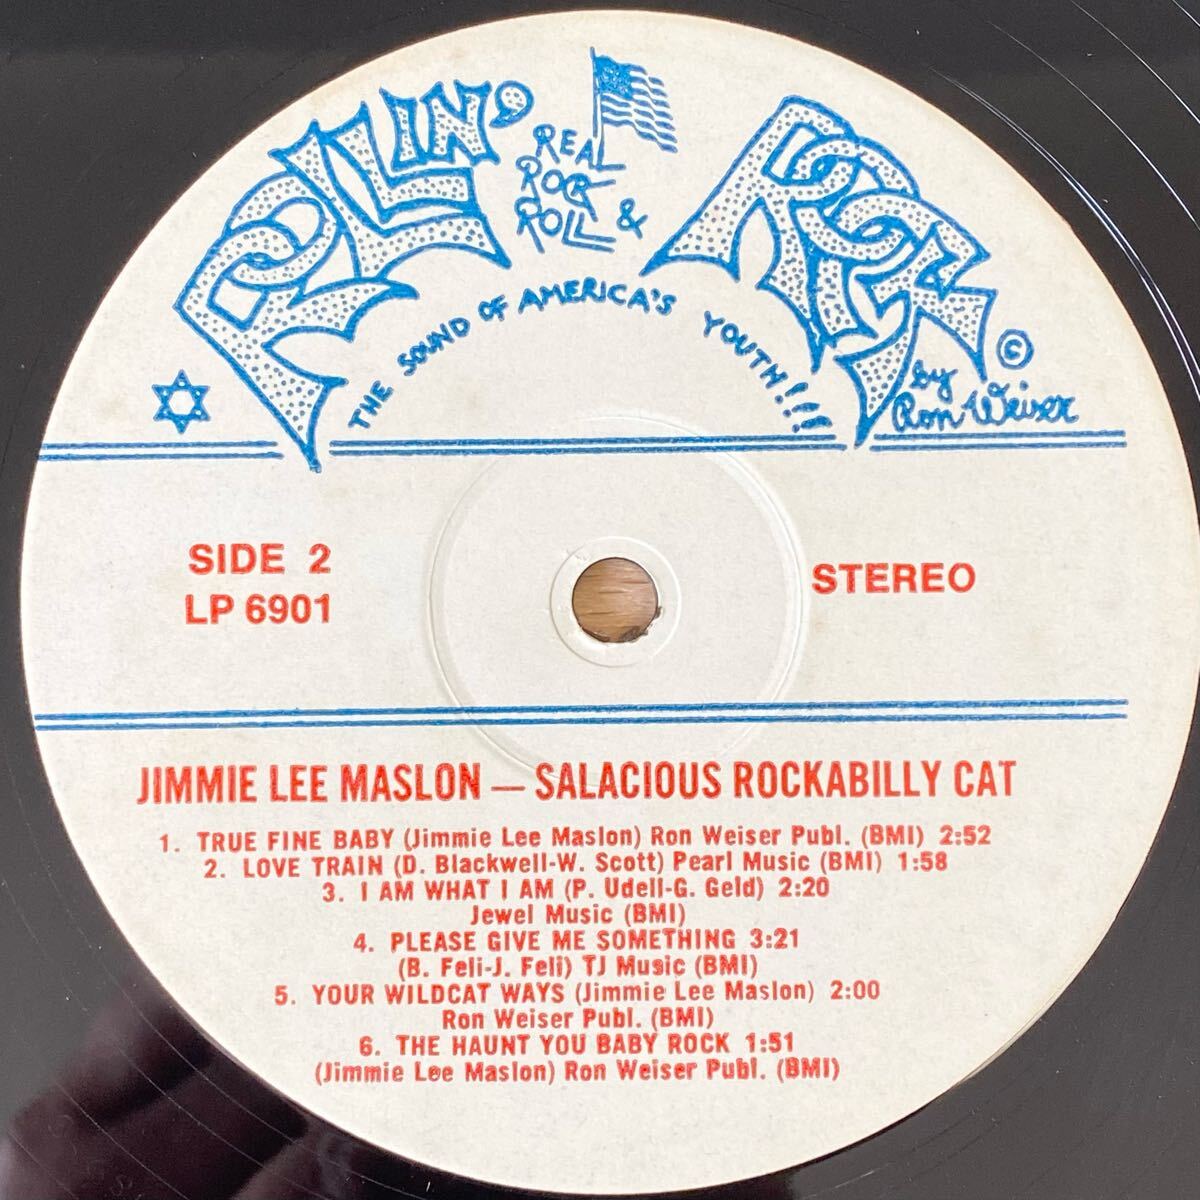 ROLLIN' ROCK
REAL
ROCK
& ROLL
THE SOUND OF AMERICA'S YOUTH!!!
©
by
Ron Weiser
SIDE 2
LP 6901
STEREO
JIMMIE LEE MASLON — SALACIOUS ROCKABILLY CAT
1. TRUE FINE BABY (Jimmie Lee Maslon) Ron Weiser Publ. (BMI) 2:52
2. LOVE TRAIN (D. Blackwell-W. Scott) Pearl Music (BMI) 1:58
3. I AM WHAT I AM (P. Udell-G. Geld) 2:20
Jewel Music (BMI)
4. PLEASE GIVE ME SOMETHING 3:21
(B. Feli-J. Feli) TJ Music (BMI)
5. YOUR WILDCAT WAYS (Jimmie Lee Maslon) 2:00
Ron Weiser Publ. (BMI)
6. THE HAUNT YOU BABY ROCK 1:51
(Jimmie Lee Maslon) Ron Weiser Publ. (BMI)